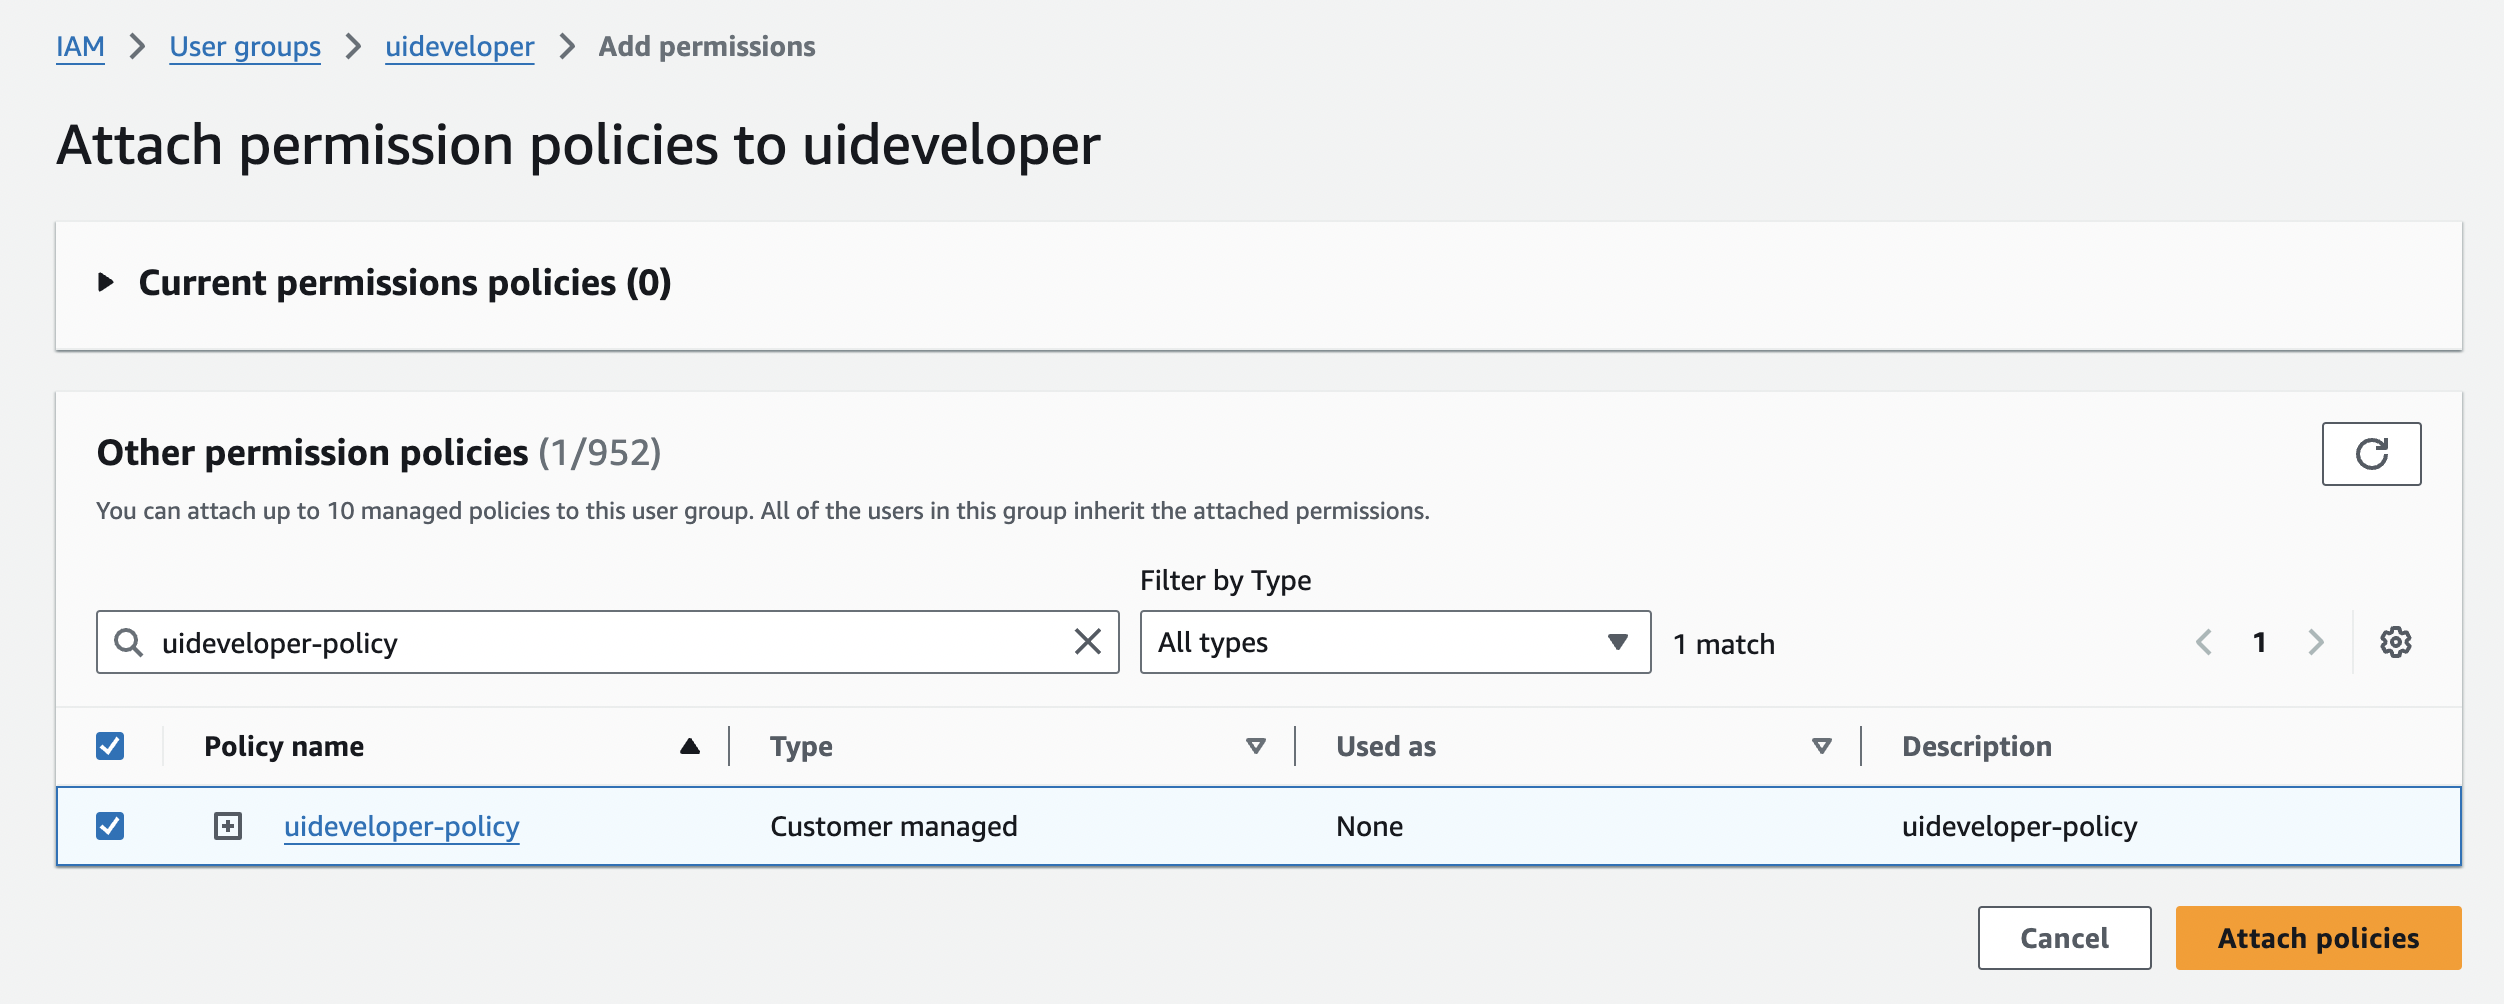 IAM > User groups > uideveloper > Add permissions
Attach permission policies to uideveloper
Current permissions policies (0)
Other permission policies (1/952)
You can attach up to 10 managed policies to this user group. All of the users in this group inherit the attached permissions.
Filter by Type
uideveloper-policy All types 1 match 1
Policy name Type Used as Description
uideveloper-policy Customer managed None uideveloper-policy
Cancel Attach policies